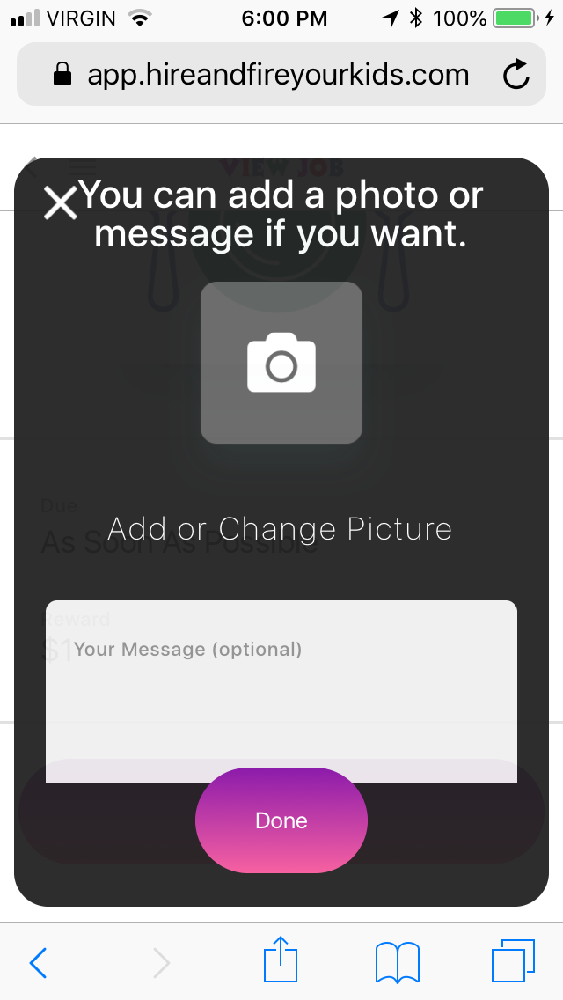 VIRGIN 6:00 PM 100%
app.hireandfireyourkids.com
VIEW JOB
You can add a photo or
message if you want.
Due
As Soon As Possible
Add or Change Picture
Reward
$1
Your Message (optional)
Done